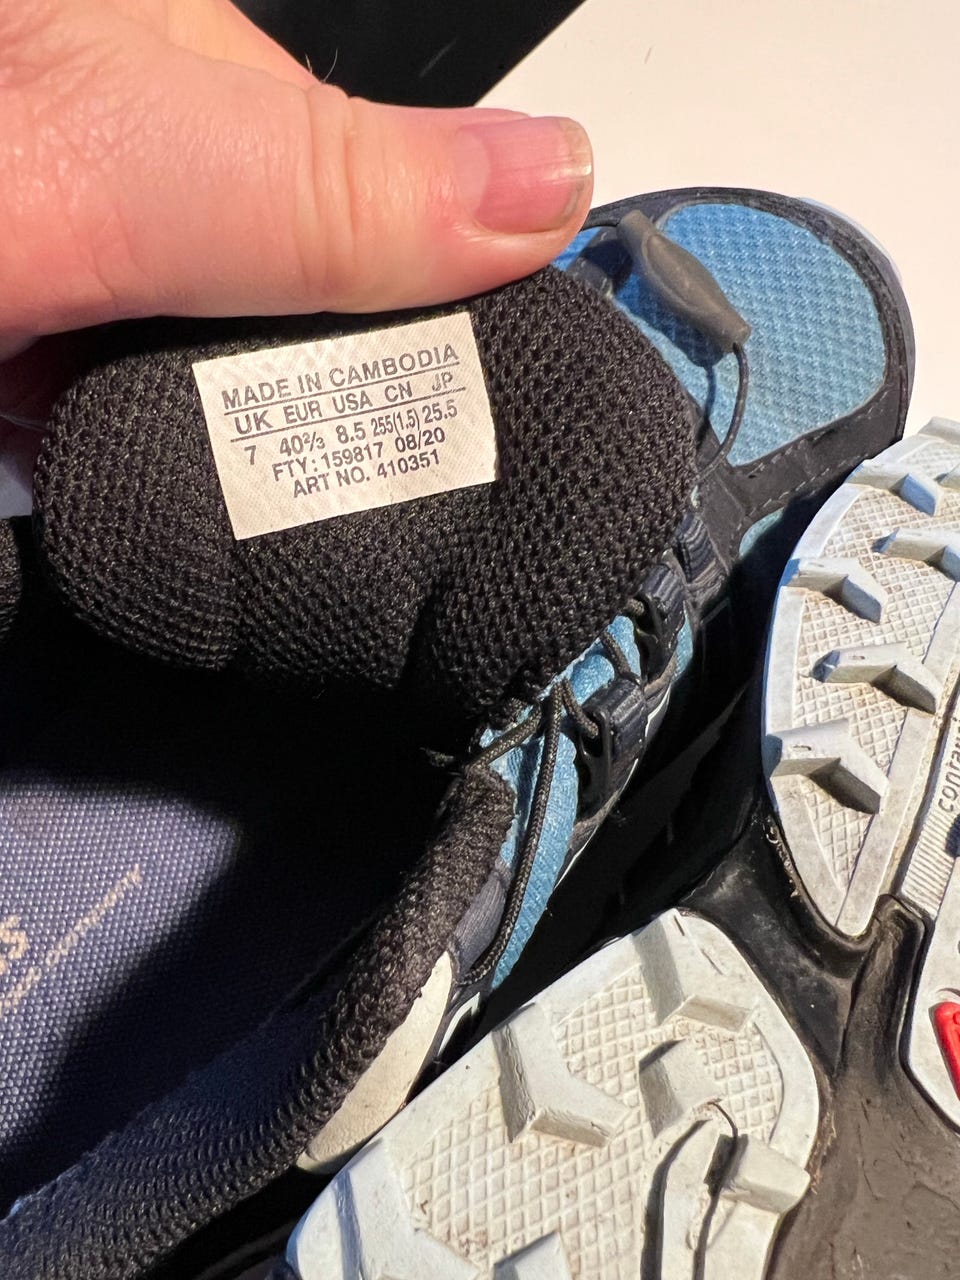 MADE IN CAMBODIA
UK EUR USA CN JP
7 40⅔ 8.5 255(1.5) 25.5
FTY: 159817 08/20
ART NO. 410351